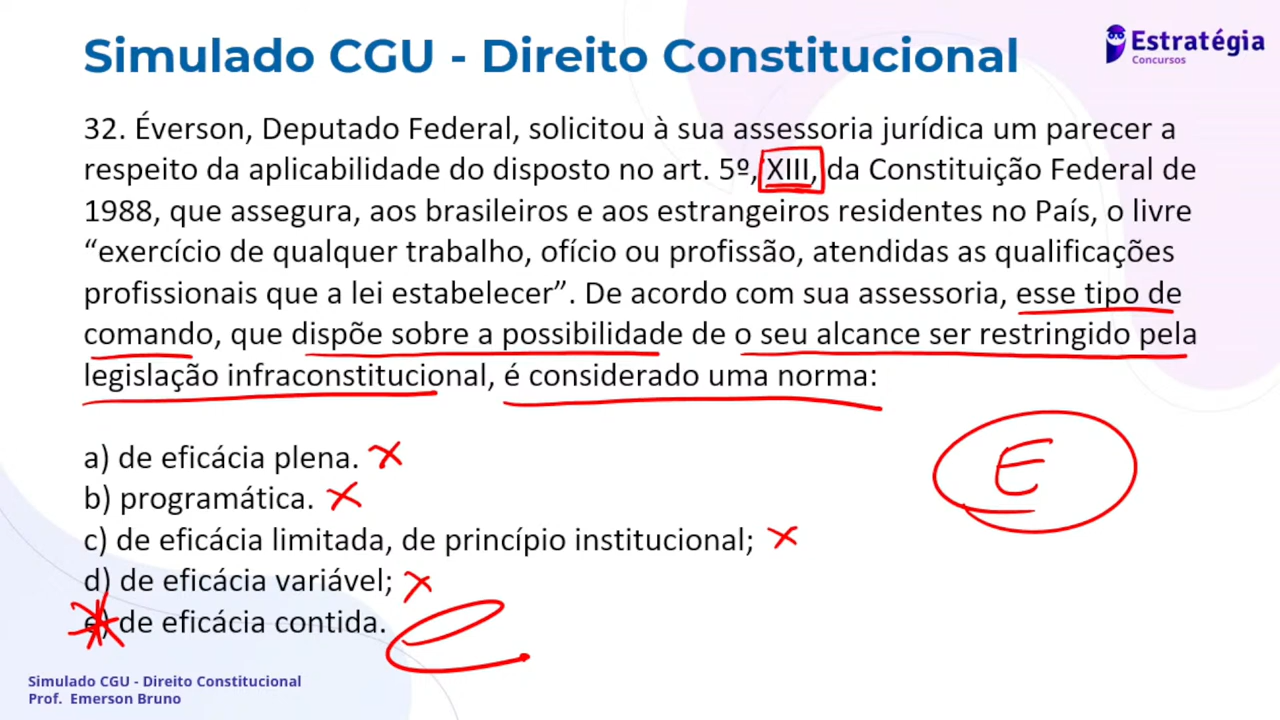 Simulado CGU - Direito Constitucional
Estratégia
Concursos
32. Éverson, Deputado Federal, solicitou à sua assessoria jurídica um parecer a
respeito da aplicabilidade do disposto no art. 5º, XIII, da Constituição Federal de
1988, que assegura, aos brasileiros e aos estrangeiros residentes no País, o livre
“exercício de qualquer trabalho, ofício ou profissão, atendidas as qualificações
profissionais que a lei estabelecer”. De acordo com sua assessoria, esse tipo de
comando, que dispõe sobre a possibilidade de o seu alcance ser restringido pela
legislação infraconstitucional, é considerado uma norma:
a) de eficácia plena.
b) programática.
c) de eficácia limitada, de princípio institucional;
d) de eficácia variável;
e) de eficácia contida.
E
Simulado CGU - Direito Constitucional
Prof. Emerson Bruno